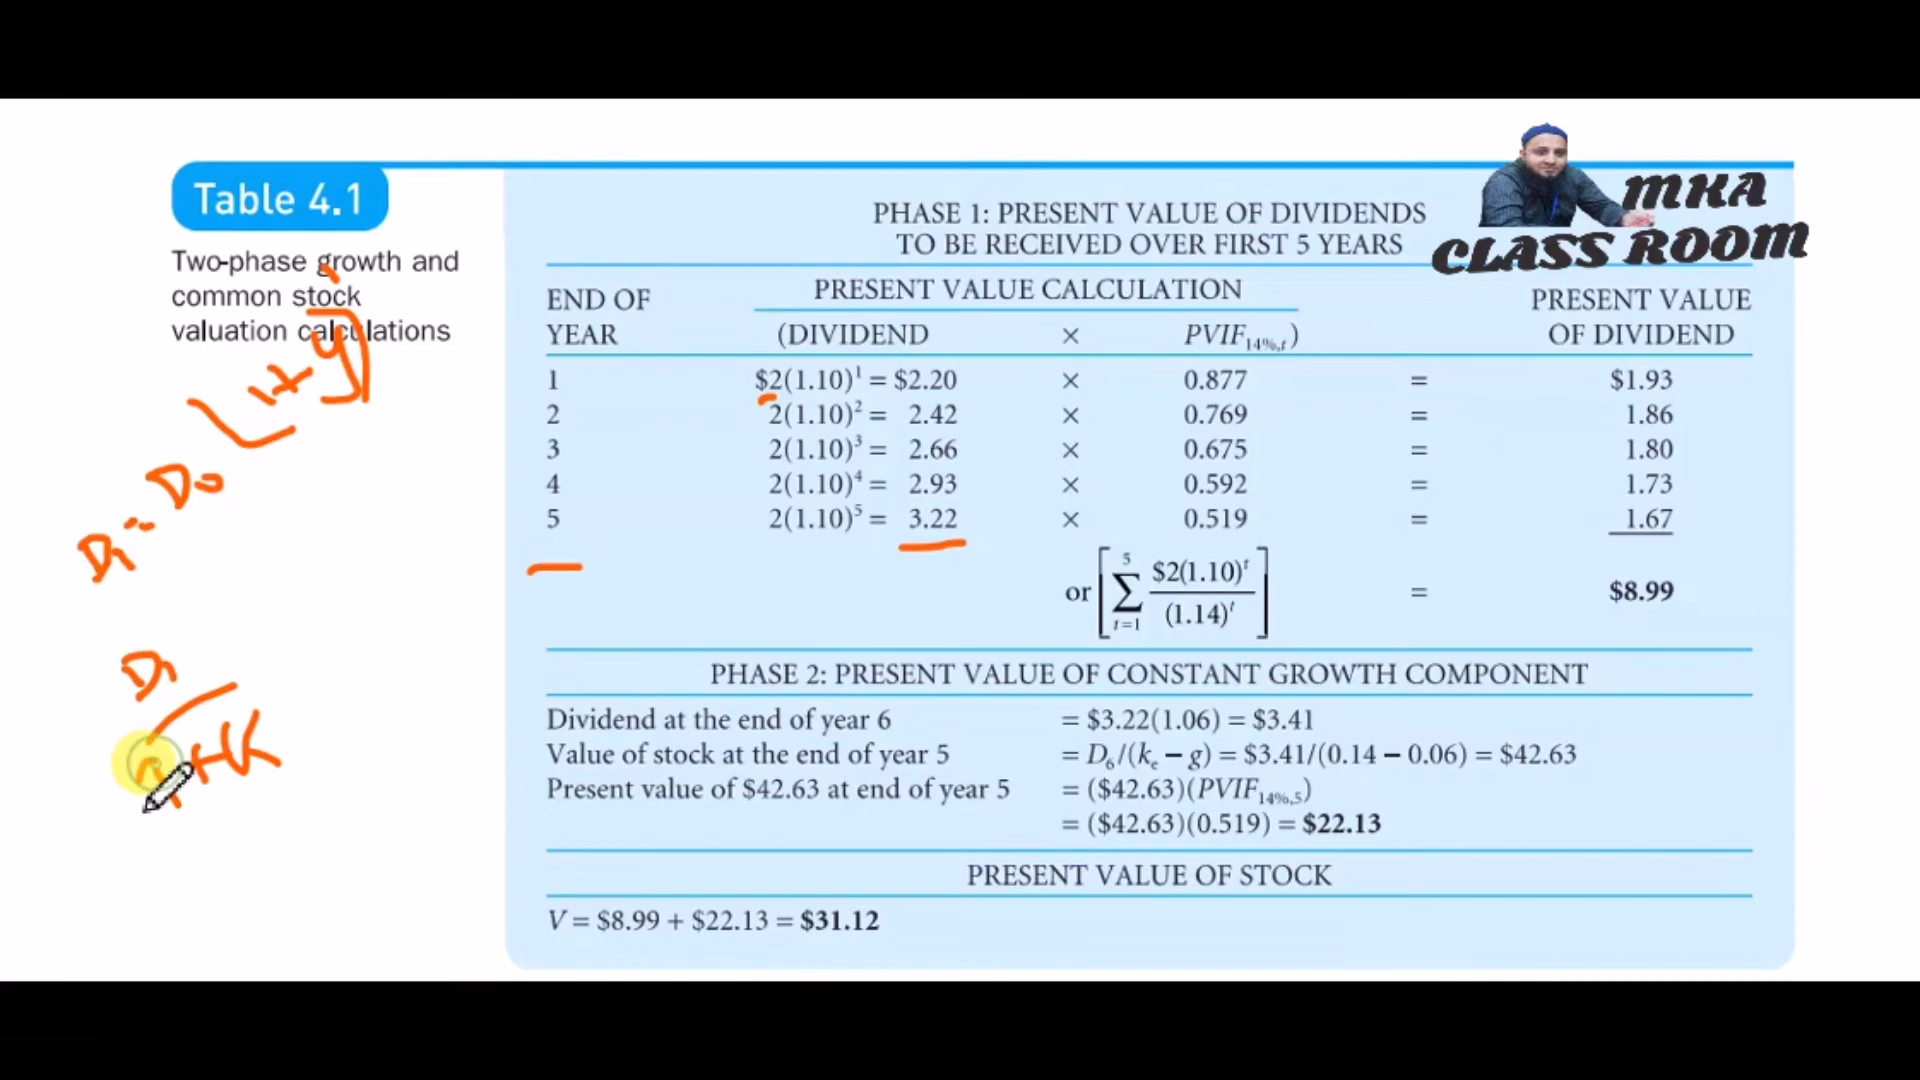 MKA
CLASS ROOM
Table 4.1
Two-phase growth and
common stock
valuation calculations
PHASE 1: PRESENT VALUE OF DIVIDENDS
TO BE RECEIVED OVER FIRST 5 YEARS
END OF YEAR PRESENT VALUE CALCULATION PRESENT VALUE OF DIVIDEND
(DIVIDEND × PVIF14%,t)
1 $2(1.10)¹ = $2.20 × 0.877 = $1.93
2 2(1.10)² = 2.42 × 0.769 = 1.86
3 2(1.10)³ = 2.66 × 0.675 = 1.80
4 2(1.10)⁴ = 2.93 × 0.592 = 1.73
5 2(1.10)⁵ = 3.22 × 0.519 = 1.67
or [∑ t=1 5 $2(1.10)ᵗ / (1.14)ᵗ] = $8.99
PHASE 2: PRESENT VALUE OF CONSTANT GROWTH COMPONENT
Dividend at the end of year 6 = $3.22(1.06) = $3.41
Value of stock at the end of year 5 = D₆/(kₑ − g) = $3.41/(0.14 − 0.06) = $42.63
Present value of $42.63 at end of year 5 = ($42.63)(PVIF14%,5)
= ($42.63)(0.519) = $22.13
PRESENT VALUE OF STOCK
V = $8.99 + $22.13 = $31.12
D₁ = D₀ (1+g)
D₁